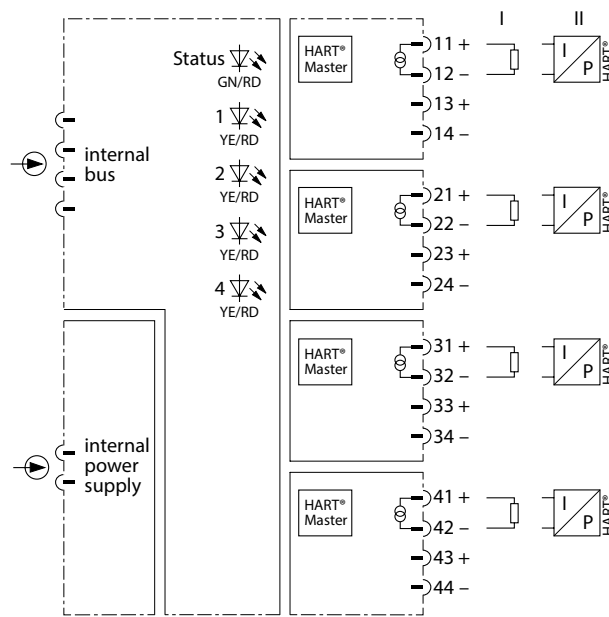 I II
Status
GN/RD
1
YE/RD
2
YE/RD
3
YE/RD
4
YE/RD
internal
bus
internal
power
supply
HART®
Master
11 +
12 –
13 +
14 –
I
P
HART®
HART®
Master
21 +
22 –
23 +
24 –
I
P
HART®
HART®
Master
31 +
32 –
33 +
34 –
I
P
HART®
HART®
Master
41 +
42 –
43 +
44 –
I
P
HART®